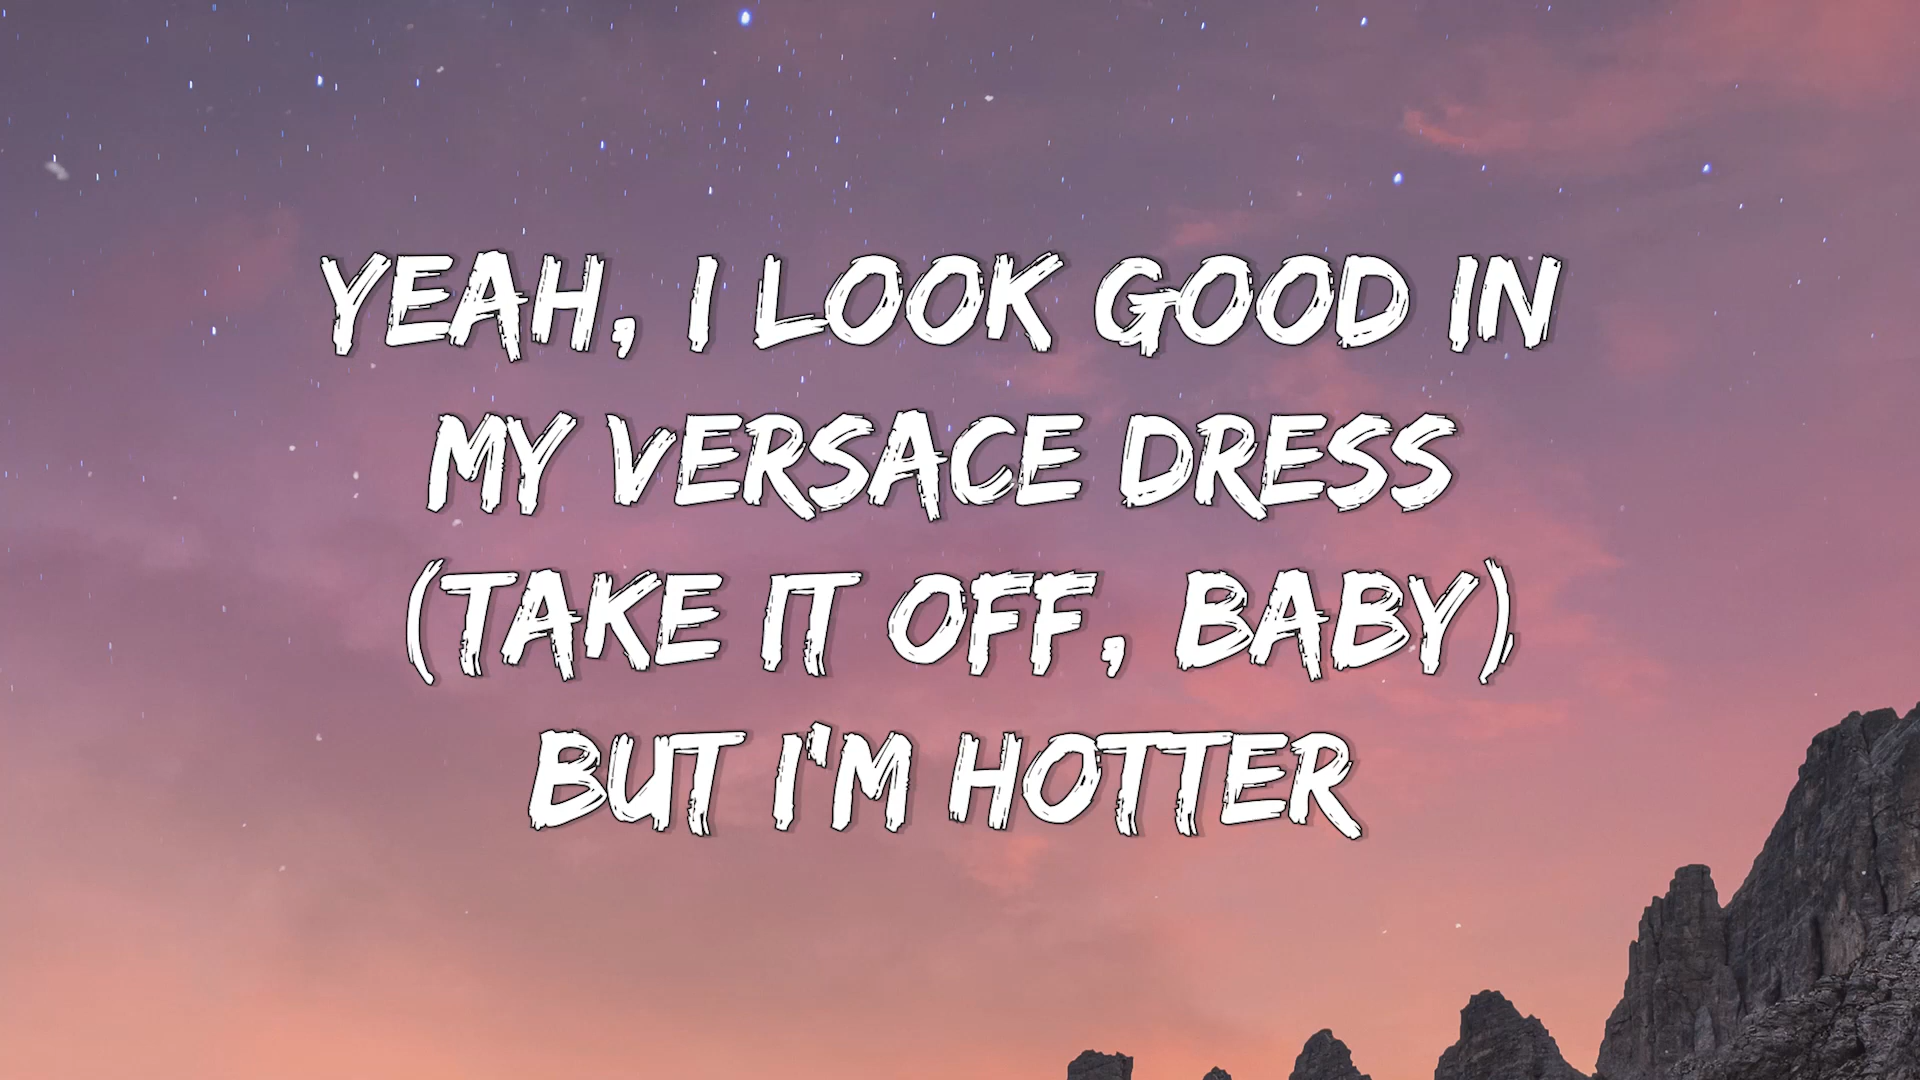 YEAH, I LOOK GOOD IN
MY VERSACE DRESS
(TAKE IT OFF, BABY)
BUT I'M HOTTER